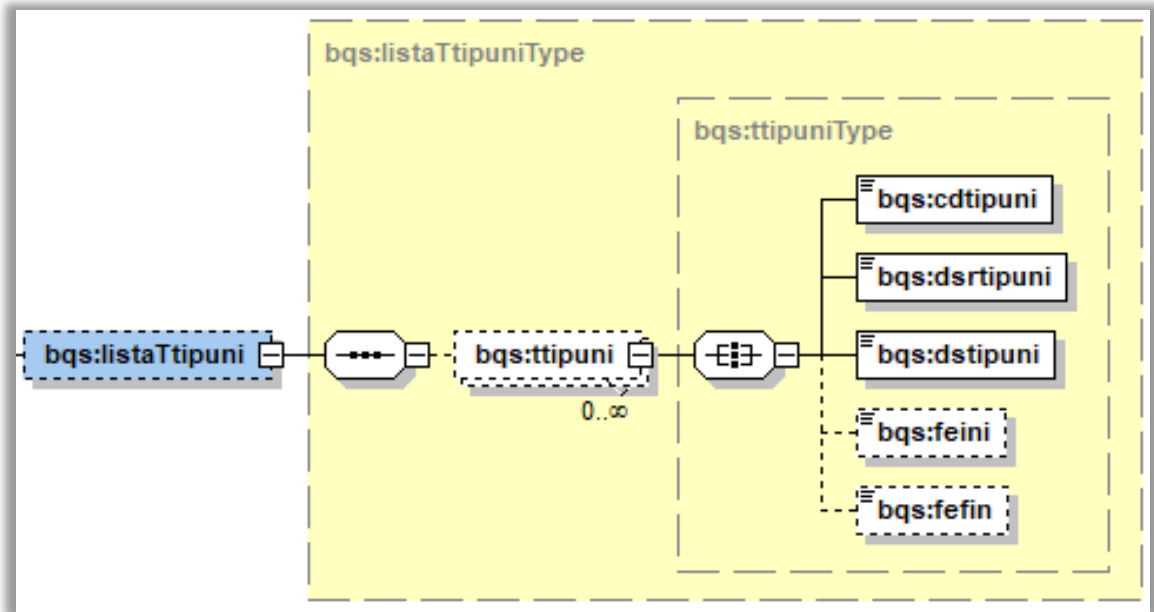 bqs:listaTtipuniType
bqs:ttipuniType
bqs:cdtipuni
bqs:dsrtipuni
bqs:listaTtipuni
bqs:ttipuni
bqs:dstipuni
0..∞
bqs:feini
bqs:fefin